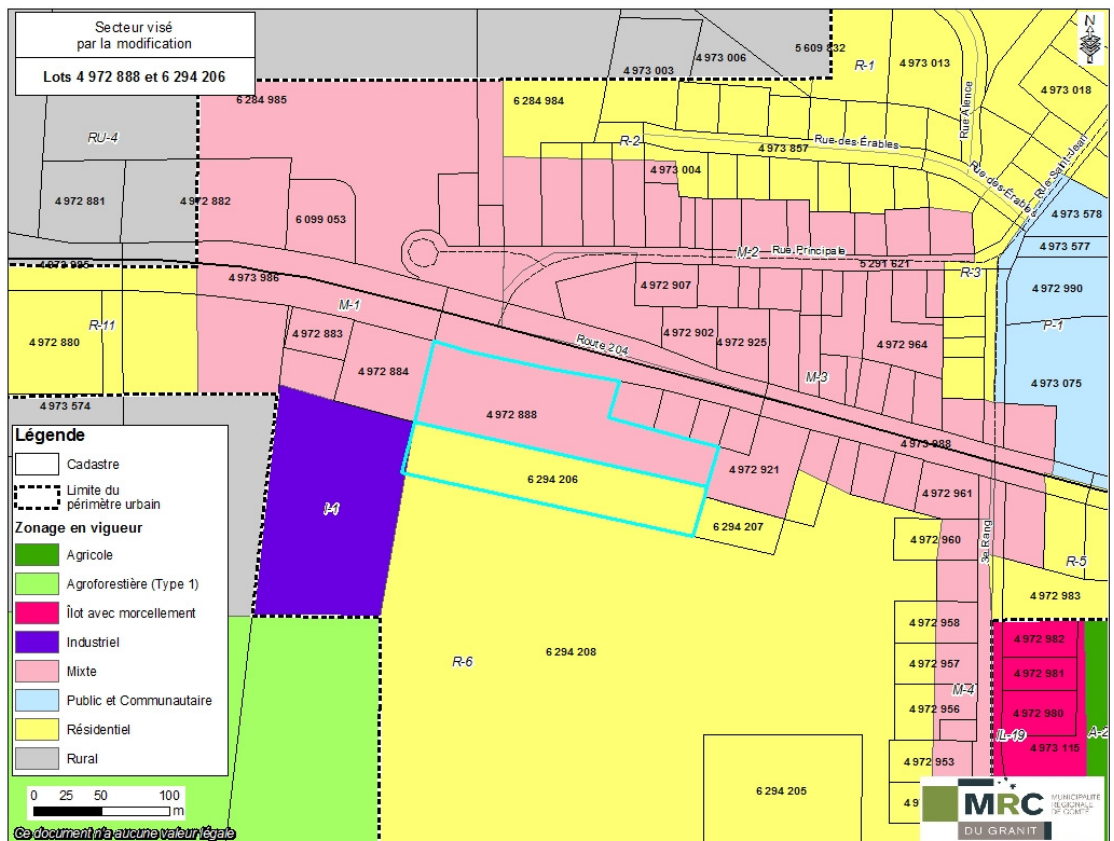 Secteur visé
par la modification
Lots 4 972 888 et 6 294 206
N
5 609 832
4 973 003
4 973 006
R-1
4 973 013
4 973 018
6 284 985
6 284 984
Rue Alence
RU-4
R-2
4 973 857
Rue-des-Érables
Rue-des-Érables
Rue-Saint-Jean
4 973 004
4 972 881
4 972 882
6 099 053
4 973 578
4 973 577
M-2
Rue Principale
5 291 621
R-3
4 973 985
4 973 986
4 972 907
4 972 990
M-1
P-1
R-11
4 972 880
4 972 883
4 972 902
4 972 925
4 972 964
Route 204
4 972 884
M-3
4 973 075
4 973 574
4 972 888
4 973 988
4 972 921
6 294 206
4 972 961
I-1
6 294 207
4 972 960
3e Rang
R-5
4 972 983
4 972 958
4 972 982
R-6
6 294 208
4 972 957
4 972 981
M-4
4 972 956
4 972 980
IL-19
A-2
4 973 115
4 972 953
6 294 205
Légende
Cadastre
Limite du
périmètre urbain
Zonage en vigueur
Agricole
Agroforestière (Type 1)
Îlot avec morcellement
Industriel
Mixte
Public et Communautaire
Résidentiel
Rural
0 25 50 100
m
Ce document n'a aucune valeur légale
MRC
MUNICIPALITÉ
RÉGIONALE
DE COMTÉ
DU GRANIT